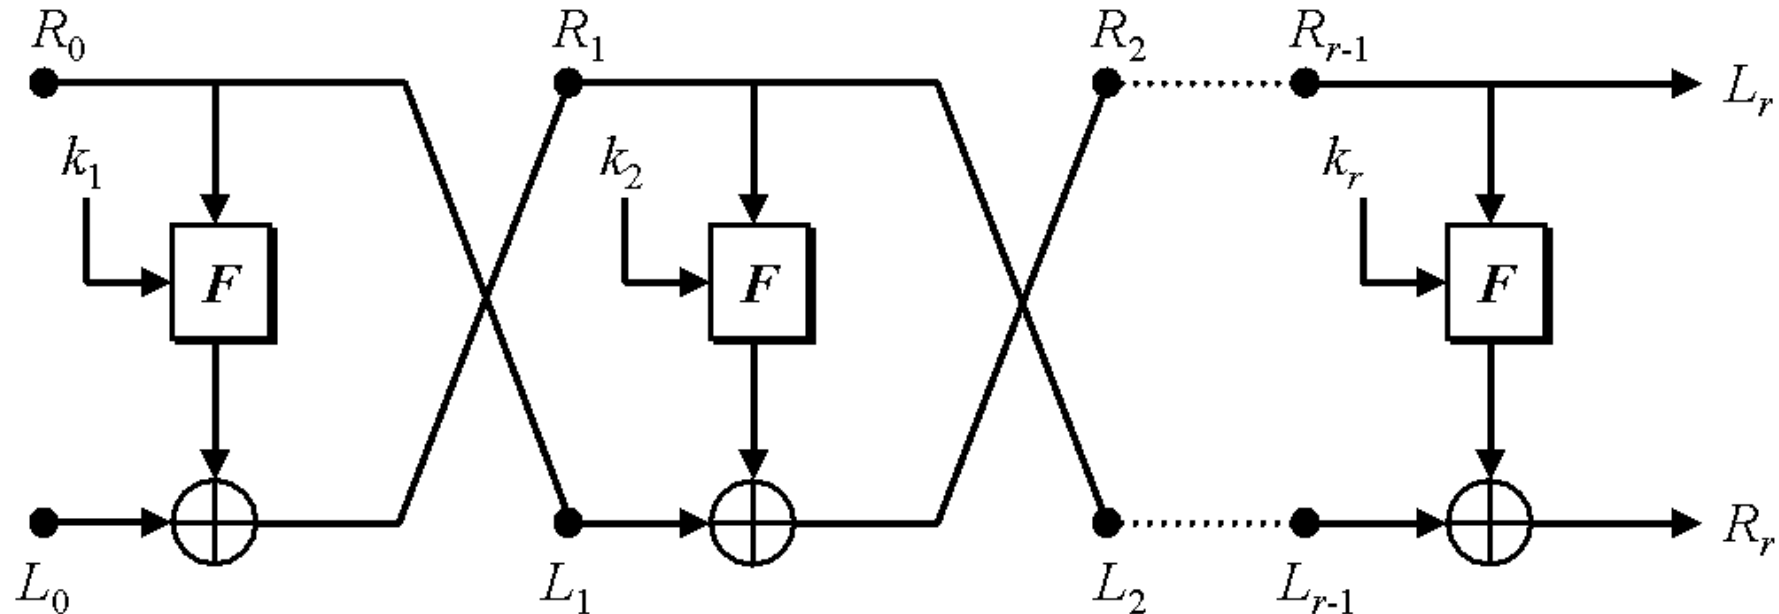 R₀ R₁ R₂ Rᵣ₋₁
Lᵣ
k₁ k₂ kᵣ
F F F
Rᵣ
L₀ L₁ L₂ Lᵣ₋₁